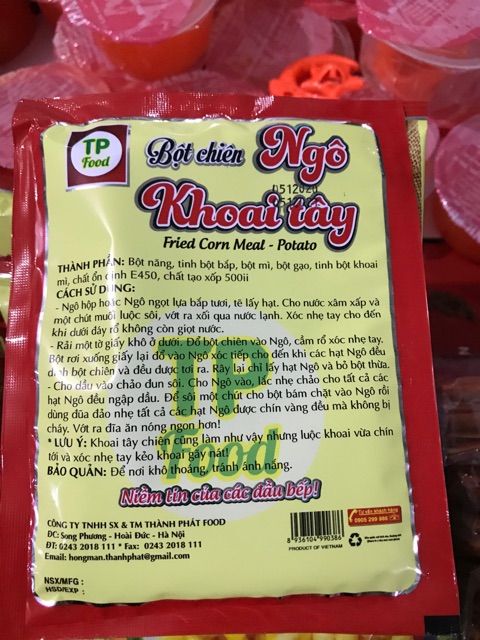 TP
Food
Bột chiên Ngô
Khoai tây
Fried Corn Meal - Potato
THÀNH PHẦN: Bột năng, tinh bột bắp, bột mì, bột gạo, tinh bột khoai
mì, chất ổn định E450, chất tạo xốp 500ii
CÁCH SỬ DỤNG:
- Ngô hộp hoặc Ngô ngọt lựa bắp tươi, tẻ lấy hạt. Cho nước xâm xấp và
một chút muối luộc sôi, vớt ra xối qua nước lạnh. Xóc nhẹ tay cho đến
khi dưới đáy rổ không còn giọt nước.
- Rải một tờ giấy khô ở dưới. Đổ bột chiên vào Ngô, cầm rổ xóc nhẹ tay.
Bột rơi xuống giấy lại đổ vào Ngô xóc tiếp cho đến khi các hạt Ngô đều
dính bột chiên và đều được tơi ra. Rây lại chỉ lấy hạt Ngô và bỏ bột thừa.
- Cho dầu vào chảo đun sôi. Cho Ngô vào, lắc nhẹ chảo cho tất cả các
hạt Ngô đều ngập dầu. Để sôi một chút cho bột bám chặt vào Ngô rồi
dùng đũa đảo nhẹ tất cả các hạt Ngô được chín vàng đều mà không bị
cháy. Vớt ra đĩa ăn nóng ngon hơn!
* LƯU Ý: Khoai tây chiên cũng làm như vậy nhưng luộc khoai vừa chín
tới và xóc nhẹ tay kẻo khoai gãy nát!
BẢO QUẢN: Để nơi khô thoáng, tránh ánh nắng.
TP
Food
Niềm tin của các đầu bếp!
CÔNG TY TNHH SX & TM THÀNH PHÁT FOOD
ĐC: Song Phương - Hoài Đức - Hà Nội
ĐT: 0243 2018 111 * Fax: 0243 2018 111
Email: hongman.thanhphat@gmail.com
Tư vấn khách hàng
8 936104 990386
PRODUCT OF VIETNAM
NSX/MFG :
HSD/EXP :